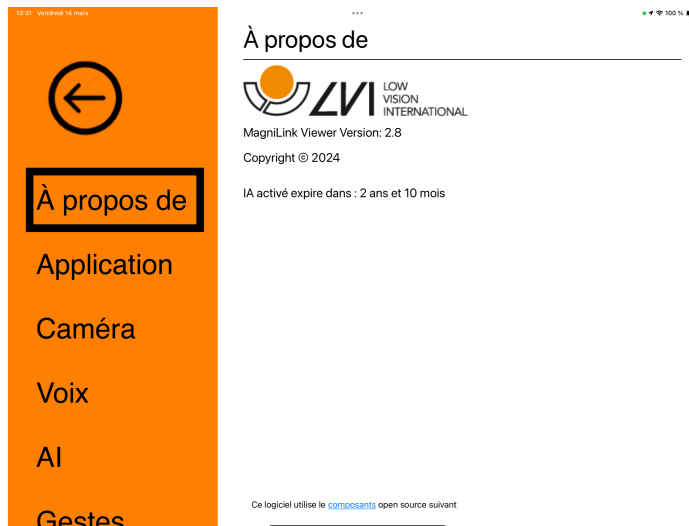 13:31 Vendredi 14 mars
100 %
À propos de
Application
Caméra
Voix
AI
Gestes
À propos de
LVI LOW
VISION
INTERNATIONAL
MagniLink Viewer Version: 2.8
Copyright © 2024
IA activé expire dans : 2 ans et 10 mois
Ce logiciel utilise le composants open source suivant